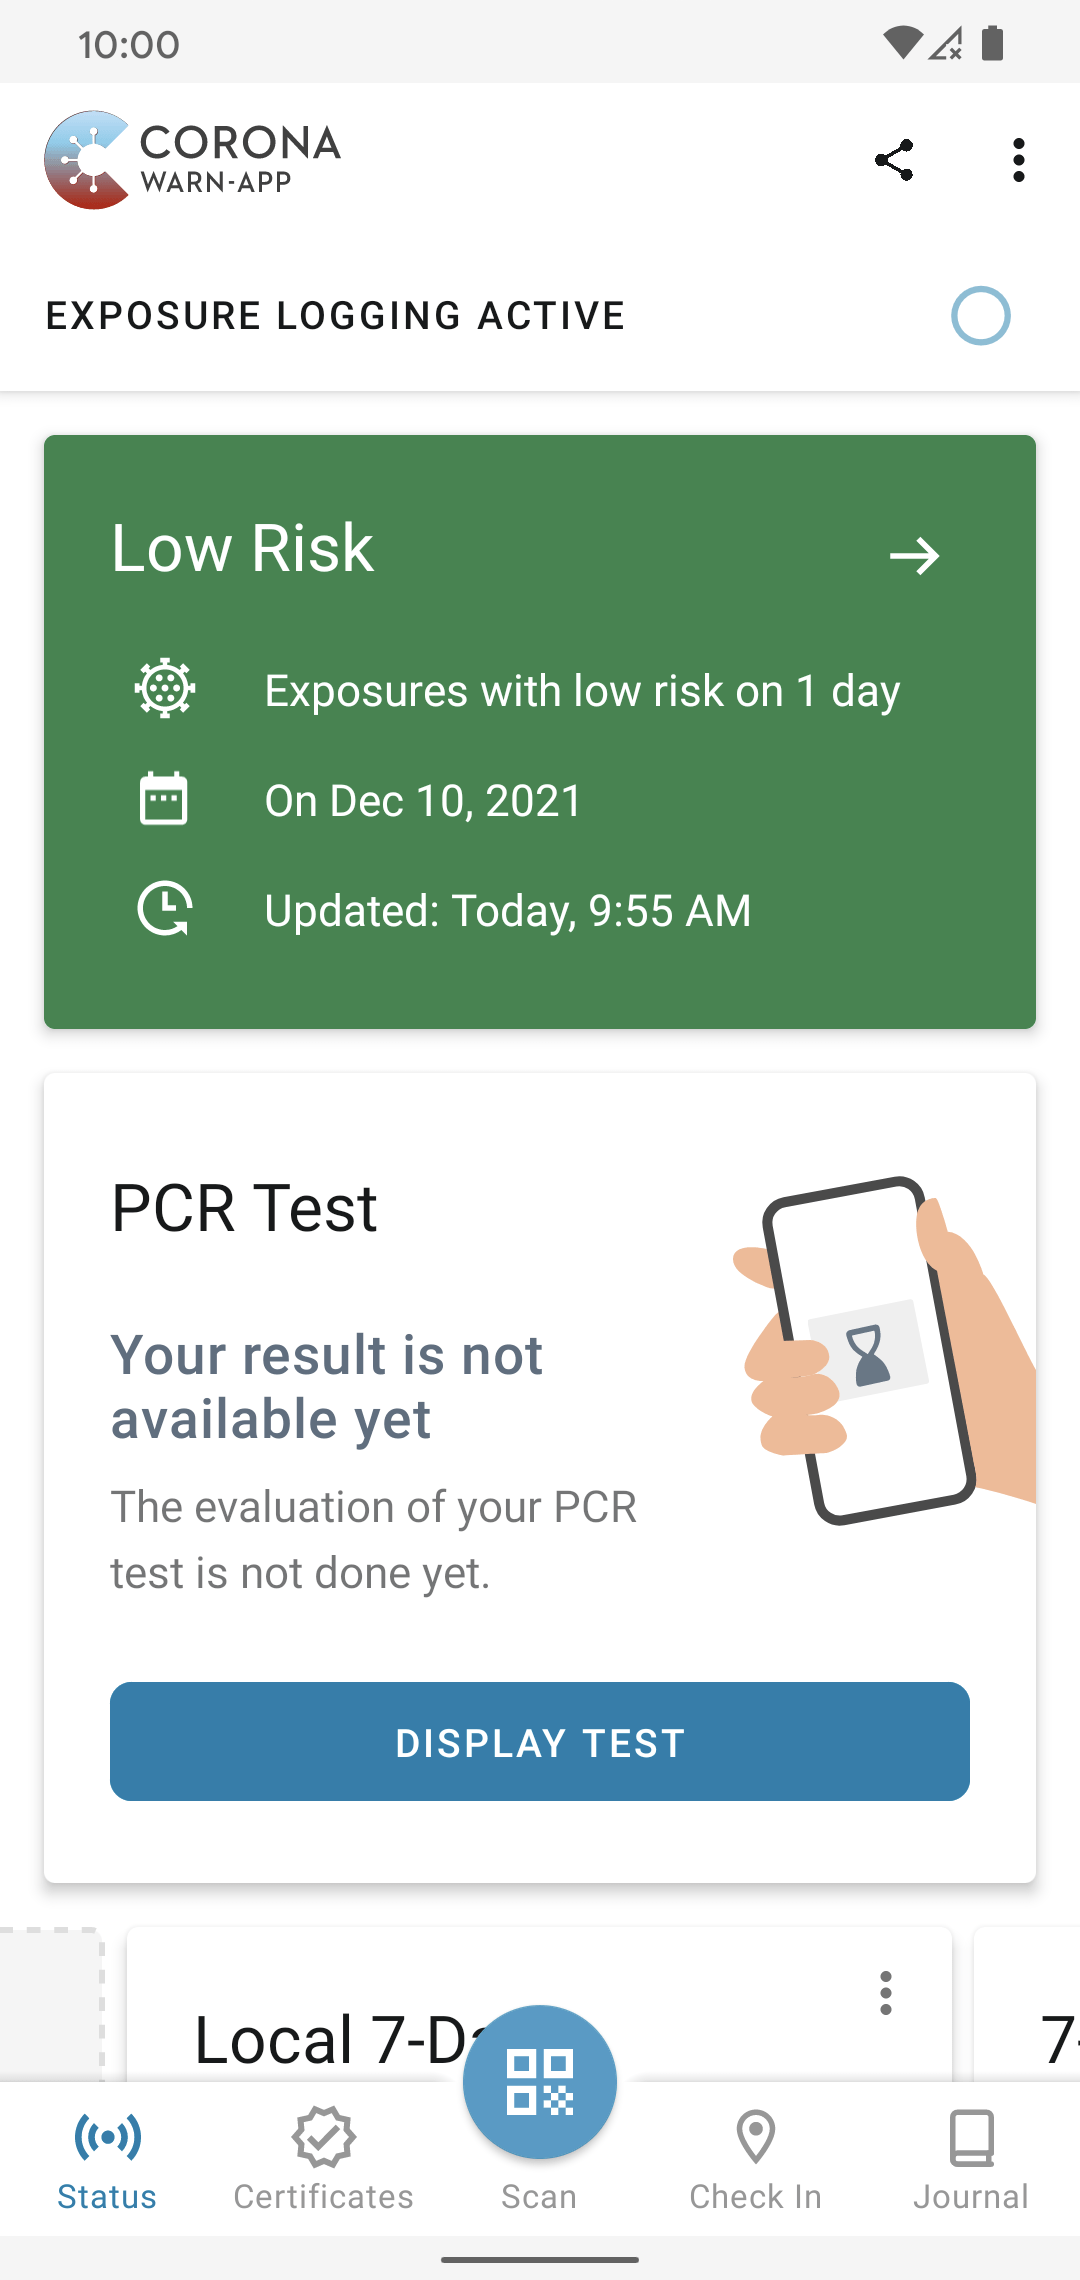 10:00
CORONA
WARN-APP
EXPOSURE LOGGING ACTIVE
Low Risk
Exposures with low risk on 1 day
On Dec 10, 2021
Updated: Today, 9:55 AM
PCR Test
Your result is not
available yet
The evaluation of your PCR
test is not done yet.
DISPLAY TEST
Local 7-D
7-
Status
Certificates
Scan
Check In
Journal